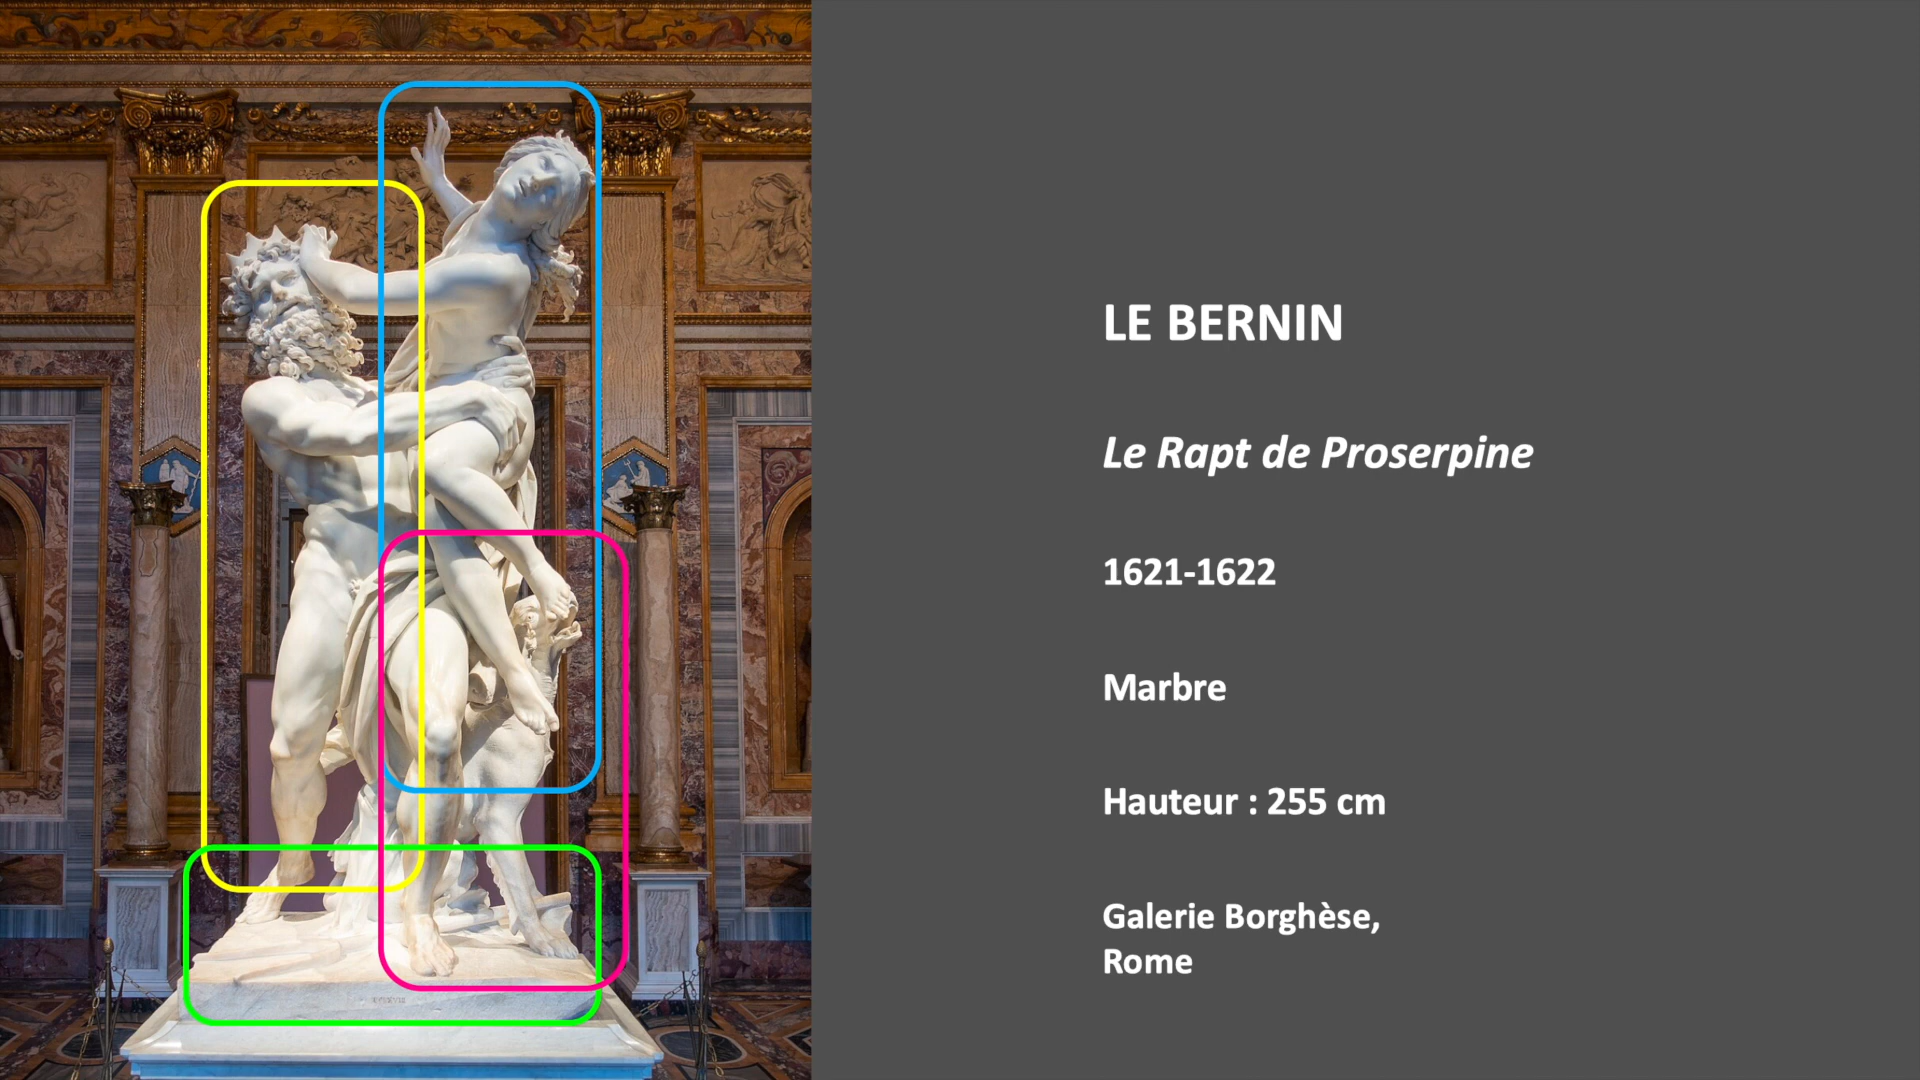 LE BERNIN
Le Rapt de Proserpine
1621-1622
Marbre
Hauteur : 255 cm
Galerie Borghèse,
Rome